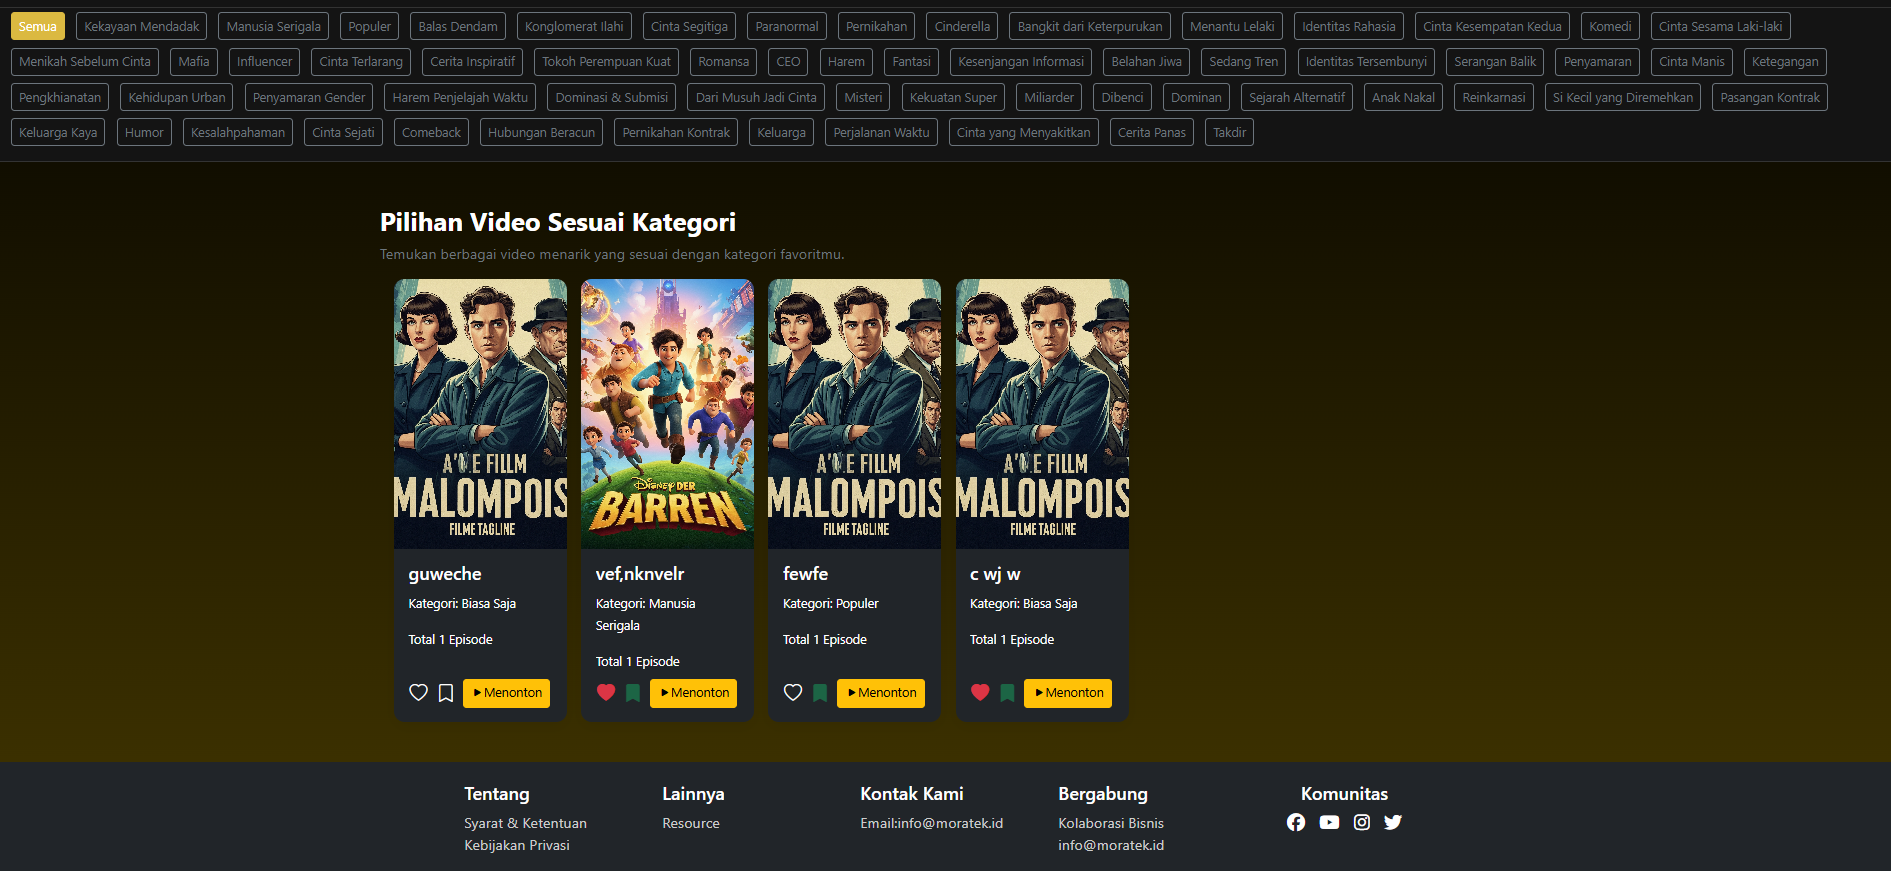 Semua Kekayaan Mendadak Manusia Serigala Populer Balas Dendam Konglomerat Ilahi Cinta Segitiga Paranormal Pernikahan Cinderella Bangkit dari Keterpurukan Menantu Lelaki Identitas Rahasia Cinta Kesempatan Kedua Komedi Cinta Sesama Laki-laki
Menikah Sebelum Cinta Mafia Influencer Cinta Terlarang Cerita Inspiratif Tokoh Perempuan Kuat Romansa CEO Harem Fantasi Kesenjangan Informasi Belahan Jiwa Sedang Tren Identitas Tersembunyi Serangan Balik Penyamaran Cinta Manis Ketegangan
Pengkhianatan Kehidupan Urban Penyamaran Gender Harem Penjelajah Waktu Dominasi & Submisi Dari Musuh Jadi Cinta Misteri Kekuatan Super Miliarder Dibenci Dominan Sejarah Alternatif Anak Nakal Reinkarnasi Si Kecil yang Diremehkan Pasangan Kontrak
Keluarga Kaya Humor Kesalahpahaman Cinta Sejati Comeback Hubungan Beracun Pernikahan Kontrak Keluarga Perjalanan Waktu Cinta yang Menyakitkan Cerita Panas Takdir
Pilihan Video Sesuai Kategori
Temukan berbagai video menarik yang sesuai dengan kategori favoritmu.
A'0.E FILLM
MALOMPOIS
FILME TAGLINE
guweche
Kategori: Biasa Saja
Total 1 Episode
Menonton
DISNEY DER
BARREN
vef,nknvelr
Kategori: Manusia
Serigala
Total 1 Episode
Menonton
A'0.E FILLM
MALOMPOIS
FILME TAGLINE
fewfe
Kategori: Populer
Total 1 Episode
Menonton
A'0.E FILLM
MALOMPOIS
FILME TAGLINE
c wj w
Kategori: Biasa Saja
Total 1 Episode
Menonton
Tentang
Syarat & Ketentuan
Kebijakan Privasi
Lainnya
Resource
Kontak Kami
Email:info@moratek.id
Bergabung
Kolaborasi Bisnis
info@moratek.id
Komunitas